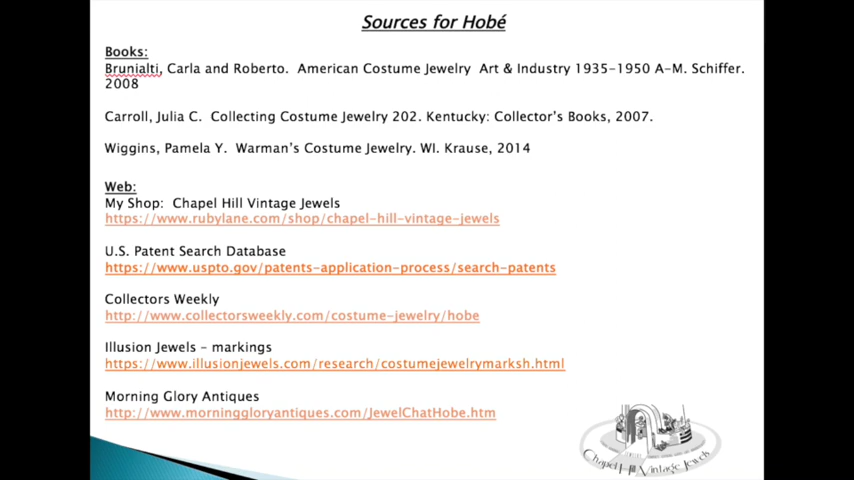 Sources for Hobé
Books:
Brunialti, Carla and Roberto. American Costume Jewelry Art & Industry 1935-1950 A-M. Schiffer.
2008
Carroll, Julia C. Collecting Costume Jewelry 202. Kentucky: Collector's Books, 2007.
Wiggins, Pamela Y. Warman's Costume Jewelry. WI. Krause, 2014
Web:
My Shop: Chapel Hill Vintage Jewels
https://www.rubylane.com/shop/chapel-hill-vintage-jewels
U.S. Patent Search Database
https://www.uspto.gov/patents-application-process/search-patents
Collectors Weekly
http://www.collectorsweekly.com/costume-jewelry/hobe
Illusion Jewels - markings
https://www.illusionjewels.com/research/costumejewelrymarksh.html
Morning Glory Antiques
http://www.morninggloryantiques.com/JewelChatHobe.htm
Chapel Hill Vintage Jewels